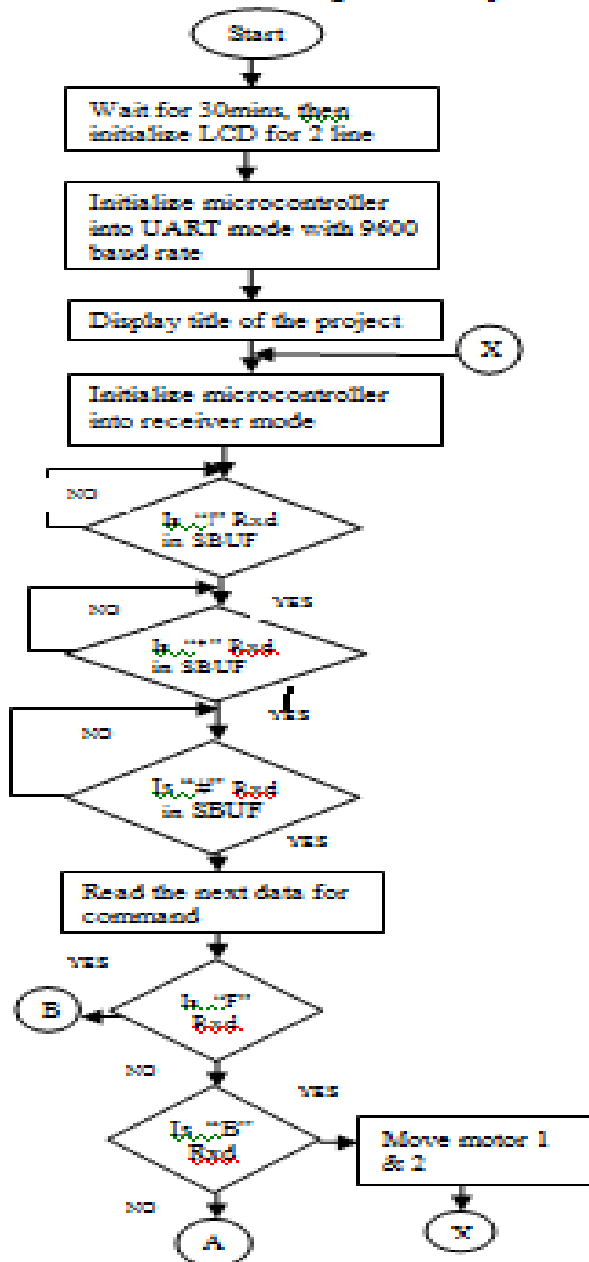 Start
Wait for 30mins, then
initialize LCD for 2 line
Initialize microcontroller
into UART mode with 9600
baud rate
Display title of the project
X
Initialize microcontroller
into receiver mode
NO
Is Rxd
in SBUF
YES
NO
Is "*" Rxd
in SBUF
YES
NO
Is "#" Rxd
in SBUF
YES
Read the next data for
command
YES
B
Is "F"
Rxd
NO
YES
Is "B"
Rxd
Move motor 1
& 2
NO
A
X